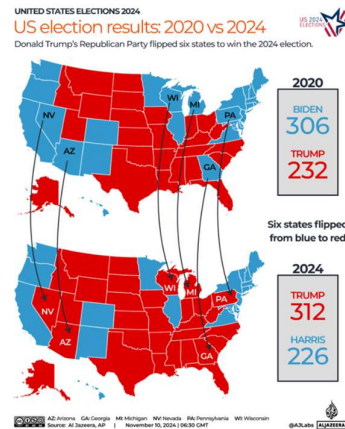 UNITED STATES ELECTIONS 2024
US election results: 2020 vs 2024
US 2024
ELECTIONS
Donald Trump's Republican Party flipped six states to win the 2024 election.
2020
BIDEN
306
TRUMP
232
WI
MI
NV
PA
AZ
GA
Six states flipped
from blue to red
2024
TRUMP
312
HARRIS
226
WI
MI
PA
NV
AZ
GA
AZ: Arizona GA: Georgia MI: Michigan NV: Nevada PA: Pennsylvania WI: Wisconsin
Source: Al Jazeera, AP | November 10, 2024 | 06:30 GMT
@AJLabs ALJAZEERA